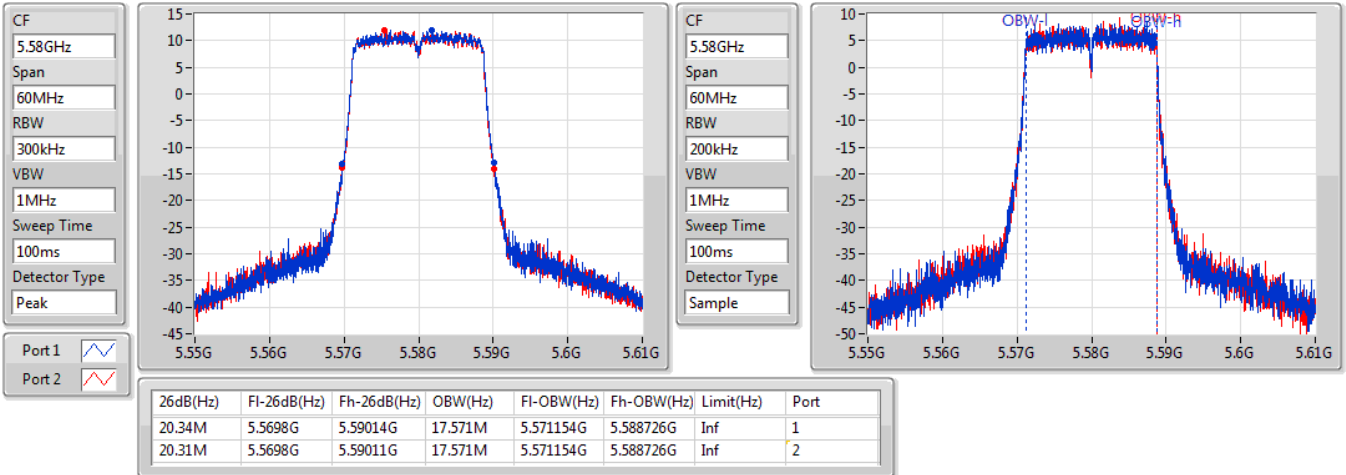 CF
5.58GHz
Span
60MHz
RBW
300kHz
VBW
1MHz
Sweep Time
100ms
Detector Type
Peak
Port 1
Port 2
15
10
5
0
-5
-10
-15
-20
-25
-30
-35
-40
-45
5.55G 5.56G 5.57G 5.58G 5.59G 5.6G 5.61G
CF
5.58GHz
Span
60MHz
RBW
200kHz
VBW
1MHz
Sweep Time
100ms
Detector Type
Sample
OBW-l OBW-h
10
5
0
-5
-10
-15
-20
-25
-30
-35
-40
-45
-50
5.55G 5.56G 5.57G 5.58G 5.59G 5.6G 5.61G
26dB(Hz) Fl-26dB(Hz) Fh-26dB(Hz) OBW(Hz) Fl-OBW(Hz) Fh-OBW(Hz) Limit(Hz) Port
20.34M 5.5698G 5.59014G 17.571M 5.571154G 5.588726G Inf 1
20.31M 5.5698G 5.59011G 17.571M 5.571154G 5.588726G Inf 2